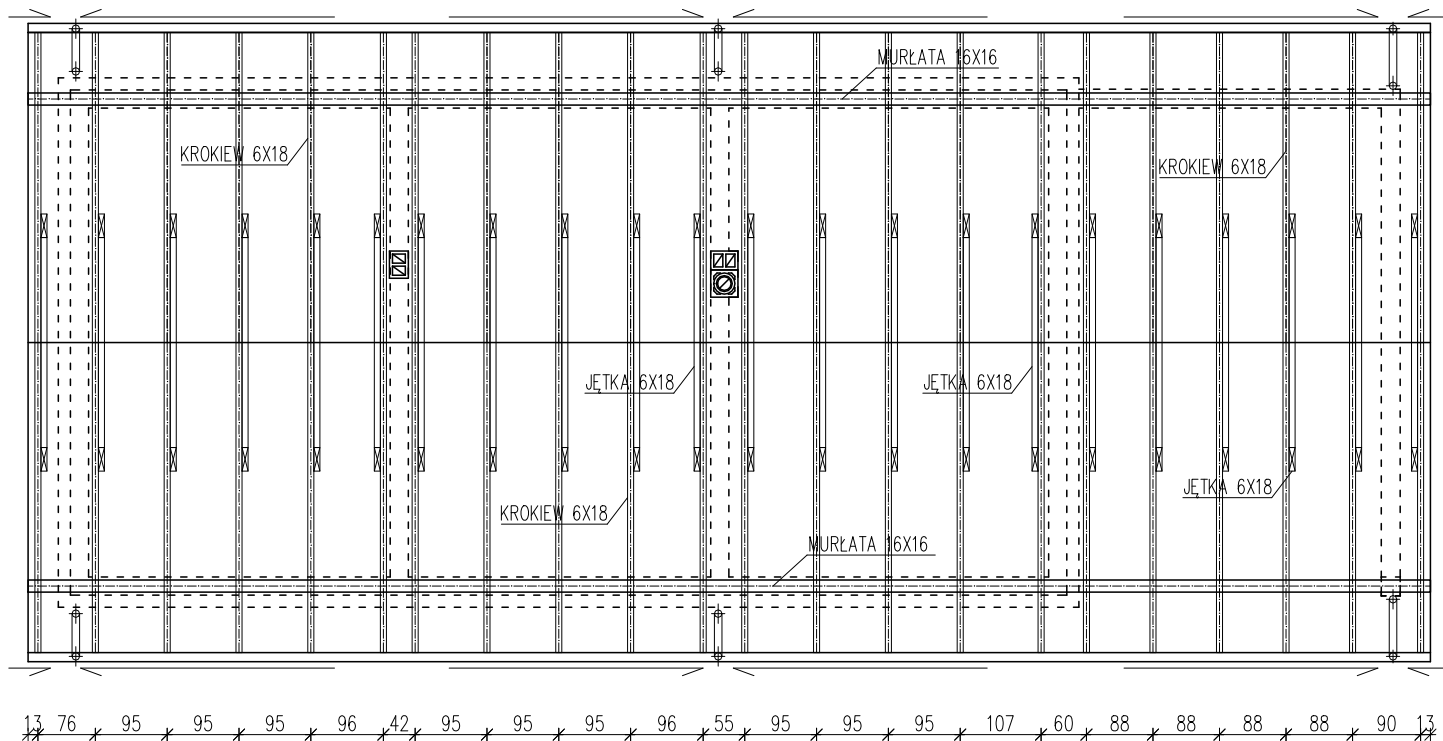 MURŁATA 16X16
KROKIEW 6X18
KROKIEW 6X18
JĘTKA 6X18
JĘTKA 6X18
JĘTKA 6X18
KROKIEW 6X18
MURŁATA 16X16
13 76 95 95 95 96 42 95 95 95 96 55 95 95 95 107 60 88 88 88 88 90 13